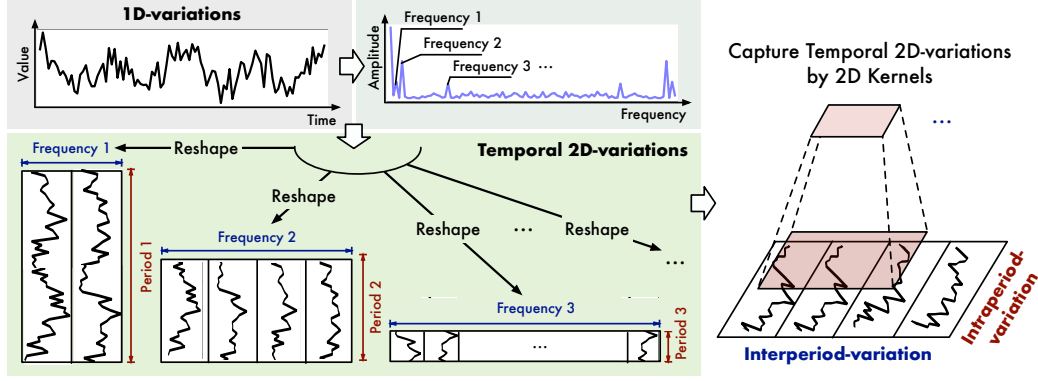 1D-variations
Value
Time
Amplitude
Frequency 1
Frequency 2
Frequency 3 ...
Frequency
Temporal 2D-variations
Frequency 1
Reshape
Period 1
Reshape
Frequency 2
Period 2
Reshape
...
Reshape
...
Frequency 3
...
Period 3
Capture Temporal 2D-variations
by 2D Kernels
...
Interperiod-variation
Intraperiod-
variation